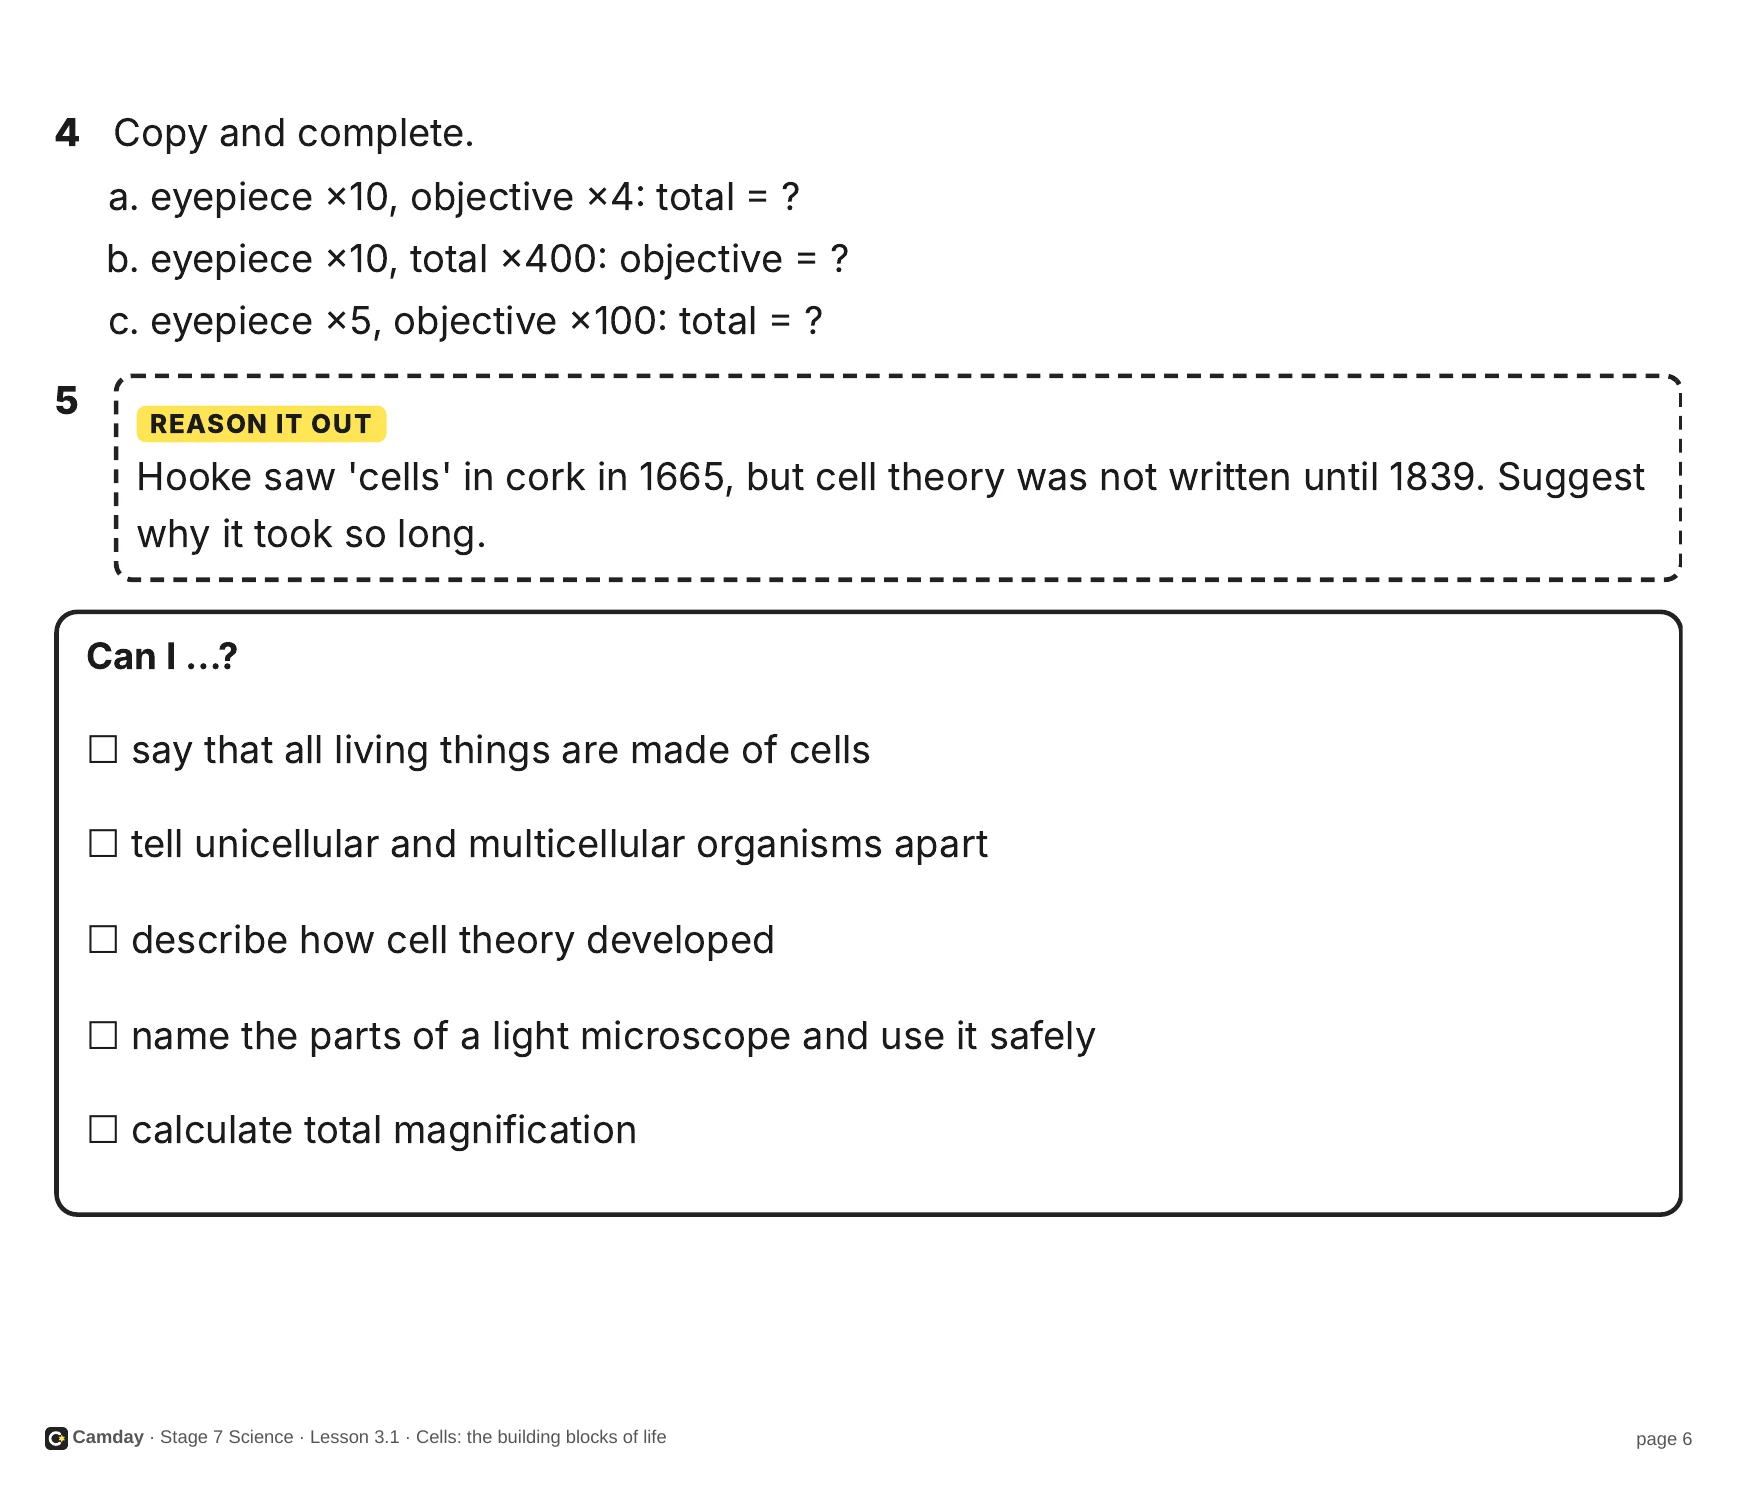 4 Copy and complete.
a. eyepiece ×10, objective ×4: total = ?
b. eyepiece ×10, total ×400: objective = ?
c. eyepiece ×5, objective ×100: total = ?
5
REASON IT OUT
Hooke saw 'cells' in cork in 1665, but cell theory was not written until 1839. Suggest
why it took so long.
Can I ...?
☐ say that all living things are made of cells
☐ tell unicellular and multicellular organisms apart
☐ describe how cell theory developed
☐ name the parts of a light microscope and use it safely
☐ calculate total magnification
Camday · Stage 7 Science · Lesson 3.1 · Cells: the building blocks of life
page 6